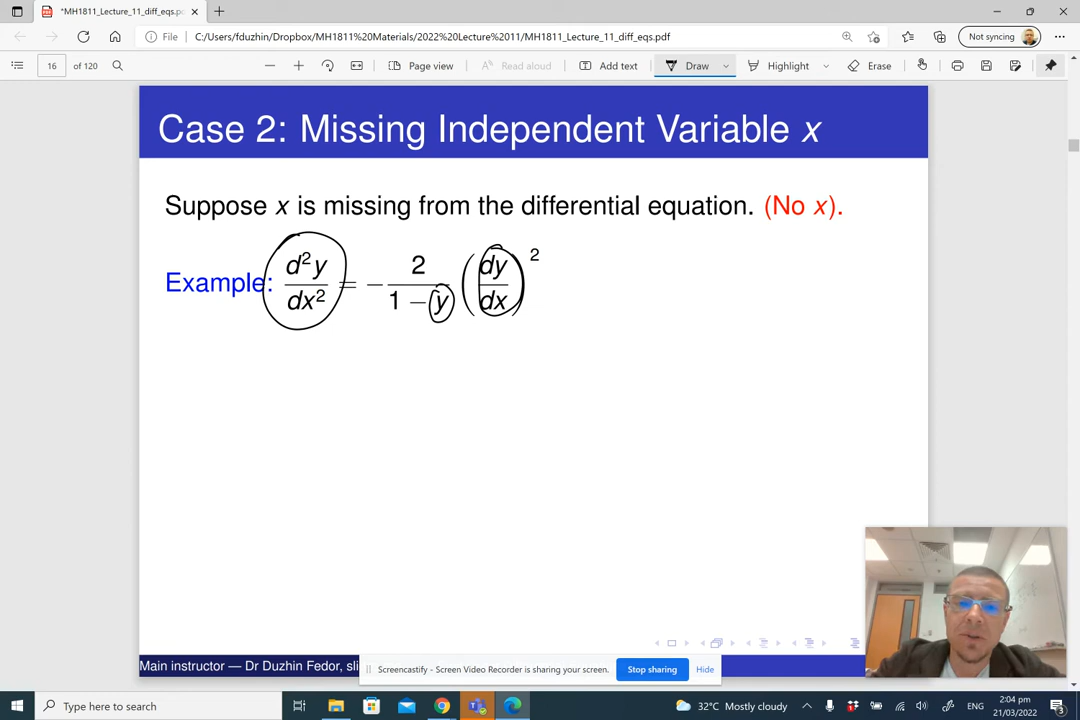 *MH1811_Lecture_11_diff_eqs.pd
File
C:/Users/fduzhin/Dropbox/MH1811%20Materials/2022%20Lecture%2011/MH1811_Lecture_11_diff_eqs.pdf
Not syncing
16 of 120
Page view
Read aloud
Add text
Draw
Highlight
Erase
Case 2: Missing Independent Variable x
Suppose x is missing from the differential equation. (No x).
Example: d²y/dx² = − 2/(1 − y) (dy/dx)²
Main instructor — Dr Duzhin Fedor, sli
Screencastify - Screen Video Recorder is sharing your screen.
Stop sharing
Hide
Type here to search
32°C Mostly cloudy
ENG
2:04 pm
21/03/2022
3